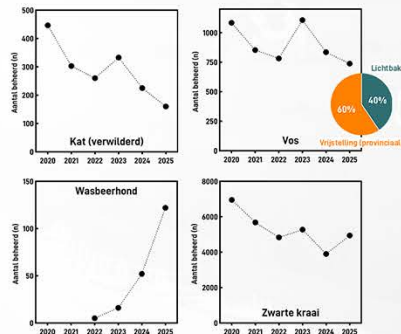 500
400
300
200
100
0
Aantal beheerd (n)
Kat (verwilderd)
2020 2021 2022 2023 2024 2025
1250
1000
750
500
250
0
Aantal beheerd (n)
Vos
2020 2021 2022 2023 2024 2025
Lichtbak
60%
40%
Vrijstelling (provinciaal)
150
100
50
0
Aantal beheerd (n)
Wasbeerhond
2020 2021 2022 2023 2024 2025
8000
6000
4000
2000
0
Aantal beheerd (n)
Zwarte kraai
2020 2021 2022 2023 2024 2025